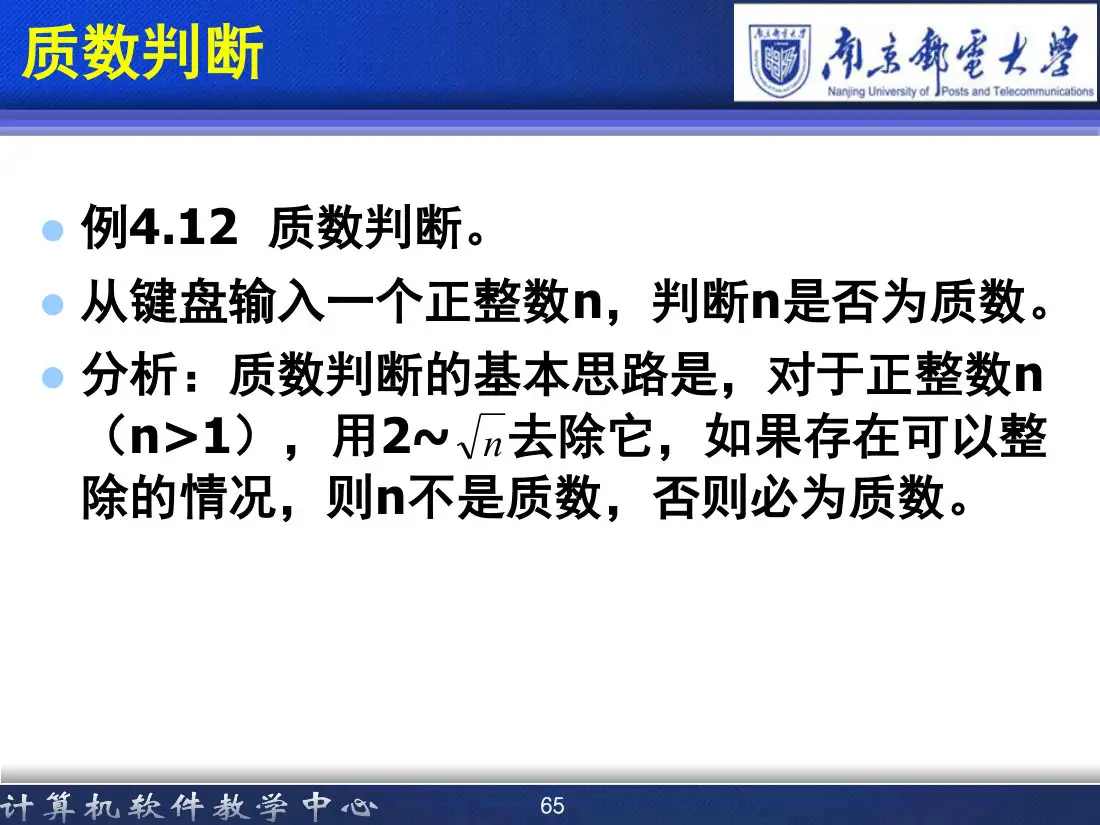 质数判断
南京邮电大学
Nanjing University of Posts and Telecommunications
例4.12 质数判断。
从键盘输入一个正整数n，判断n是否为质数。
分析：质数判断的基本思路是，对于正整数n
（n>1），用2~√n去除它，如果存在可以整
除的情况，则n不是质数，否则必为质数。
计算机软件教学中心
65